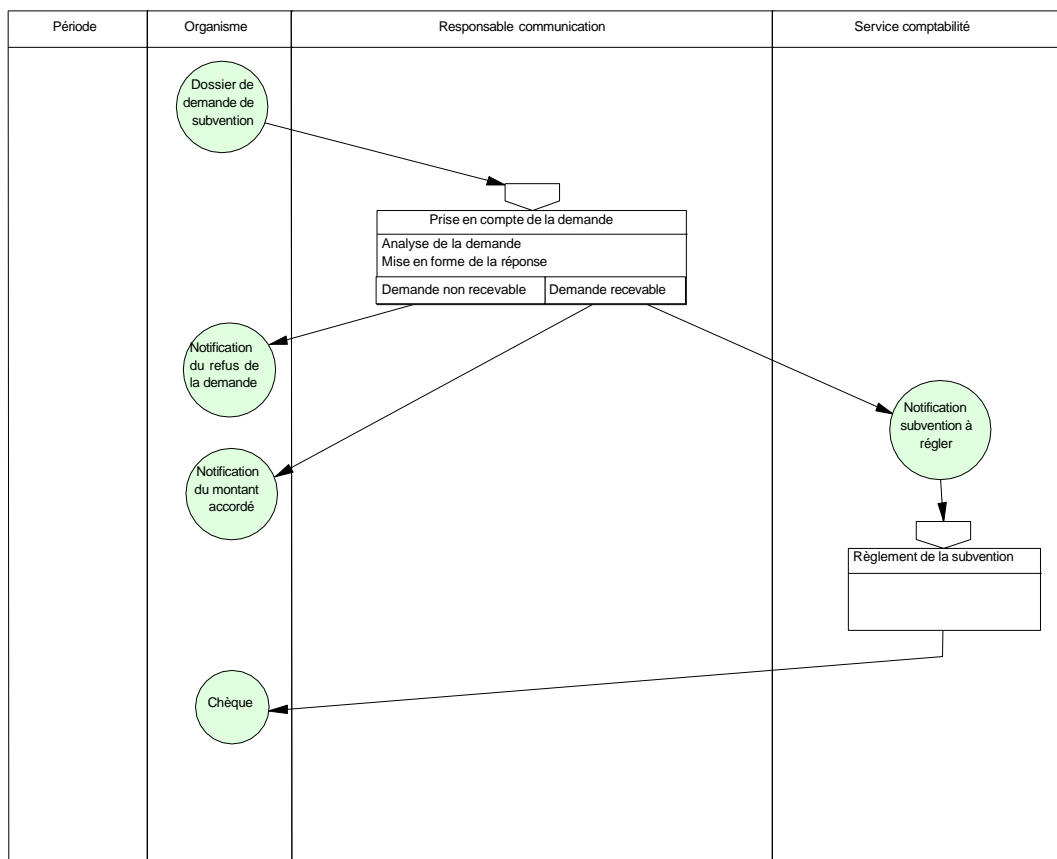 Période
Organisme
Responsable communication
Service comptabilité
Dossier de
demande de
subvention
Prise en compte de la demande
Analyse de la demande
Mise en forme de la réponse
Demande non recevable
Demande recevable
Notification
du refus de
la demande
Notification
subvention à
régler
Notification
du montant
accordé
Règlement de la subvention
Chèque